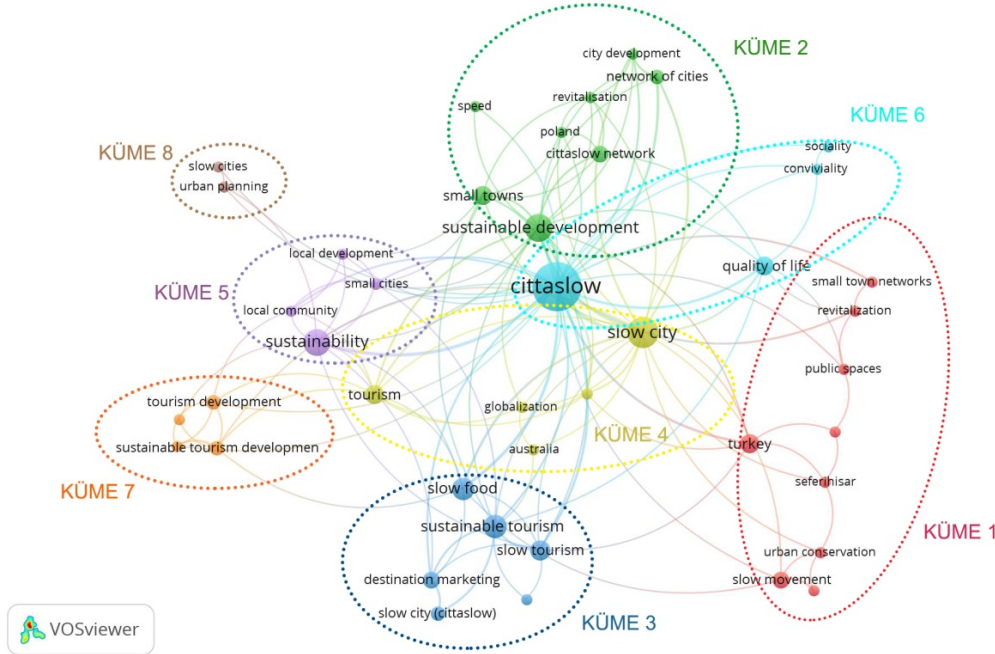 city development
KÜME 2
network of cities
revitalisation
speed
KÜME 6
poland
sociality
KÜME 8
cittaslow network
slow cities
conviviality
urban planning
small towns
sustainable development
local development
quality of life
KÜME 5
small cities
cittaslow
small town networks
local community
revitalization
sustainability
slow city
public spaces
tourism
tourism development
globalization
KÜME 4
turkey
sustainable tourism developmen
australia
KÜME 7
slow food
seferihisar
sustainable tourism
KÜME 1
slow tourism
urban conservation
destination marketing
slow movement
slow city (cittaslow)
KÜME 3
VOSviewer